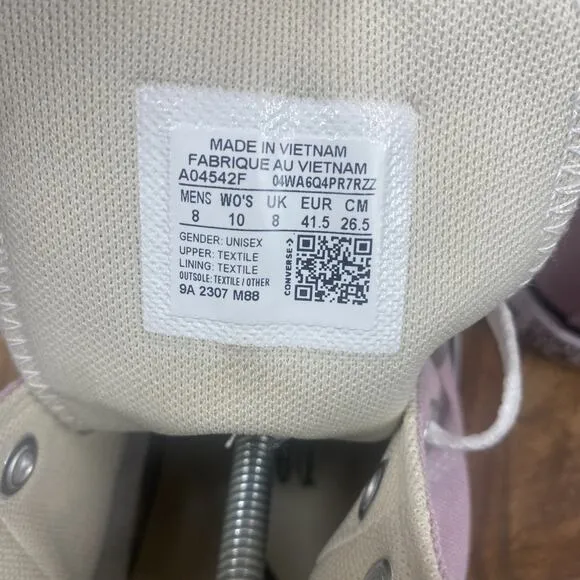 MADE IN VIETNAM
FABRIQUE AU VIETNAM
A04542F 04WA6Q4PR7RZZ
MENS WO'S UK EUR CM
8 10 8 41.5 26.5
GENDER: UNISEX
UPPER: TEXTILE
LINING: TEXTILE
OUTSOLE: TEXTILE / OTHER
9A 2307 M88
CONVERSE